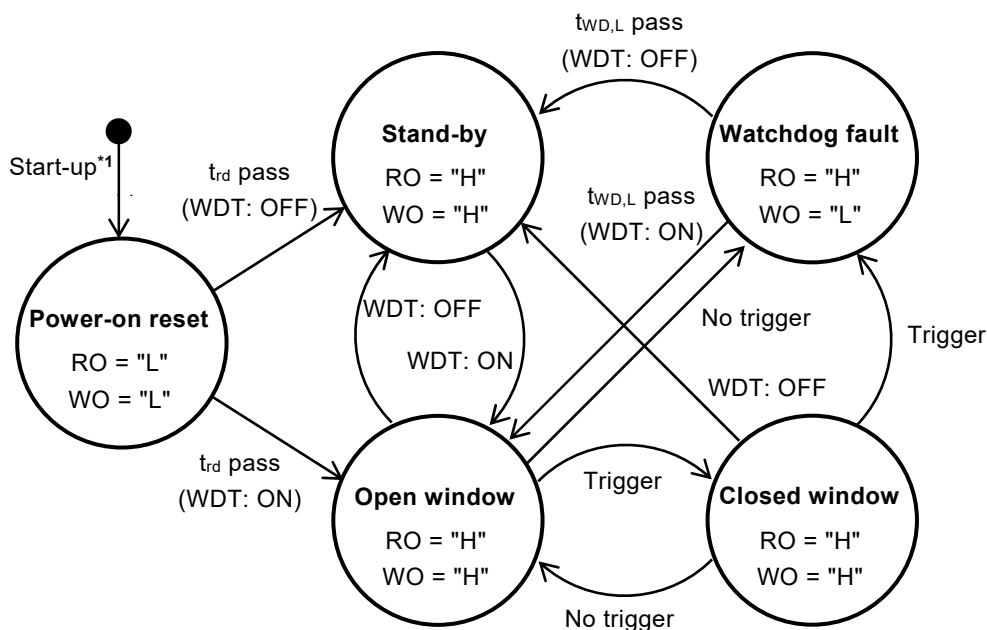 tWD,L pass
(WDT: OFF)
Stand-by
RO = "H"
WO = "H"
Watchdog fault
RO = "H"
WO = "L"
Start-up*1
trd pass
(WDT: OFF)
tWD,L pass
(WDT: ON)
Power-on reset
RO = "L"
WO = "L"
WDT: OFF
WDT: ON
No trigger
Trigger
WDT: OFF
trd pass
(WDT: ON)
Open window
RO = "H"
WO = "H"
Trigger
Closed window
RO = "H"
WO = "H"
No trigger